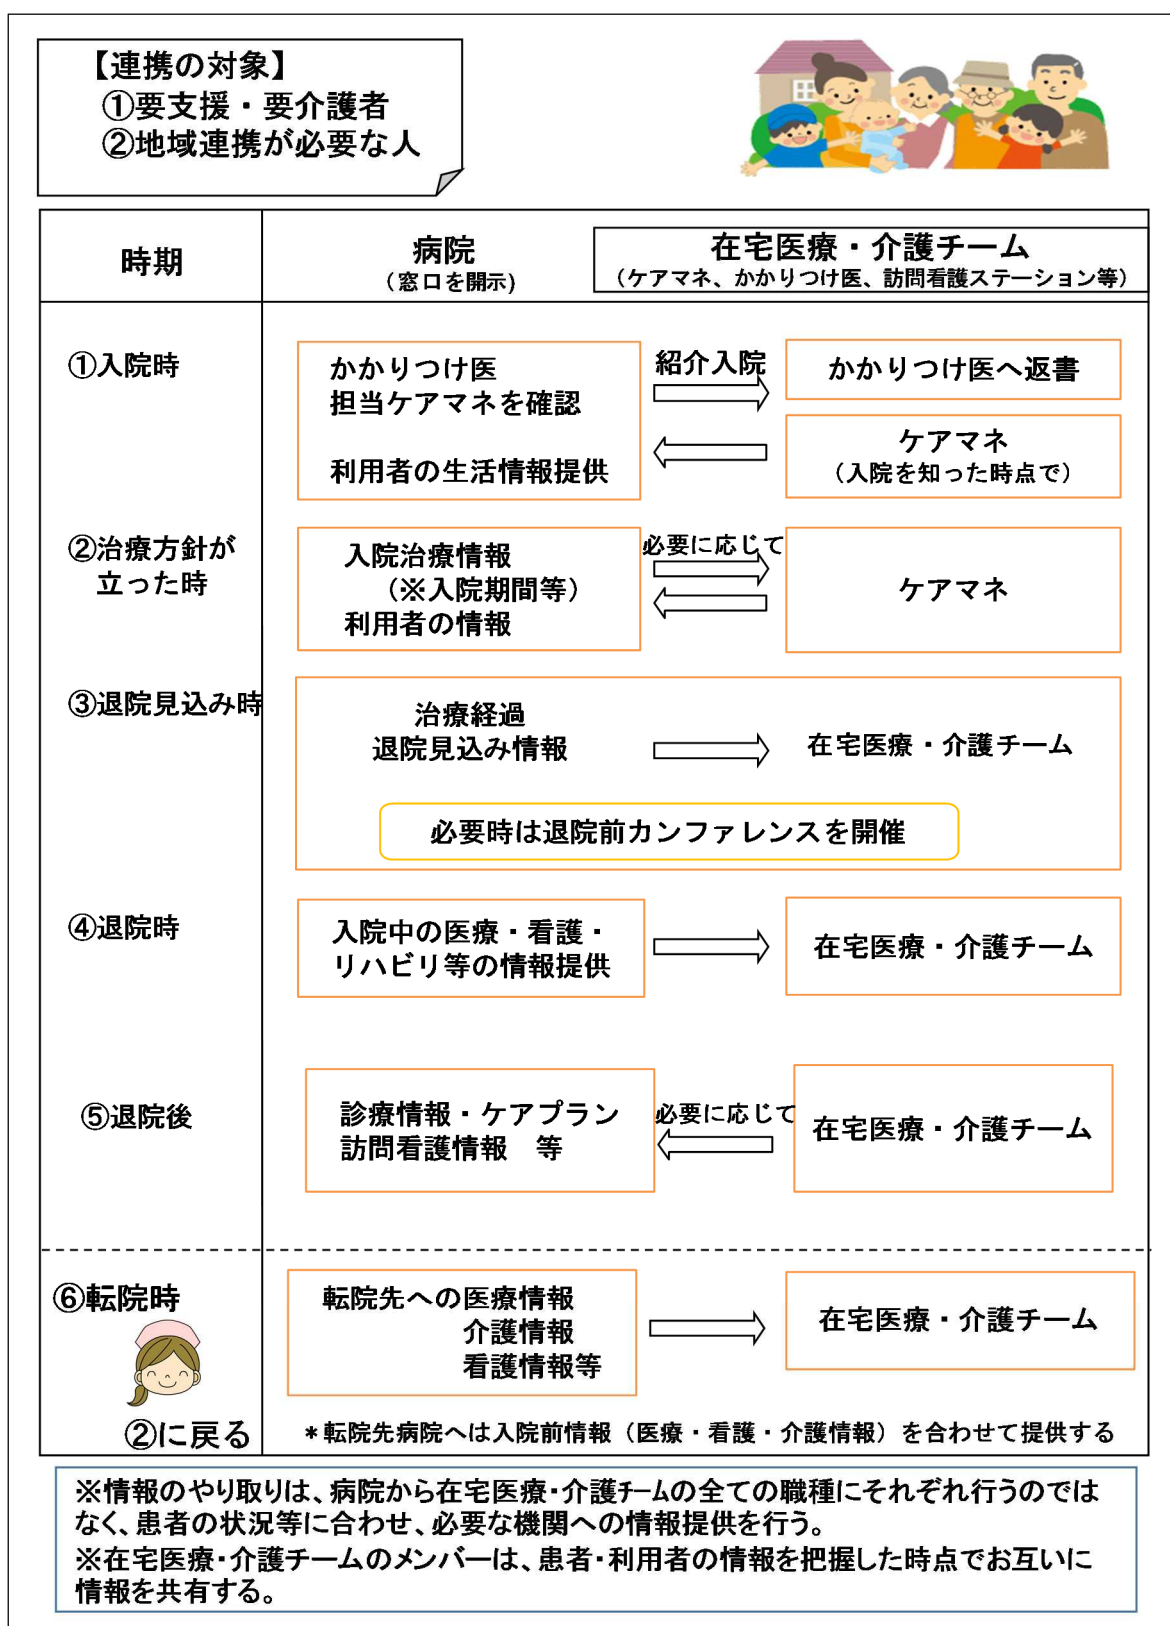 【連携の対象】
①要支援・要介護者
②地域連携が必要な人
時期
病院
（窓口を開示)
在宅医療・介護チーム
（ケアマネ、かかりつけ医、訪問看護ステーション等）
①入院時
かかりつけ医
担当ケアマネを確認
利用者の生活情報提供
紹介入院
かかりつけ医へ返書
ケアマネ
（入院を知った時点で）
②治療方針が
立った時
入院治療情報
（※入院期間等）
利用者の情報
必要に応じて
ケアマネ
③退院見込み時
治療経過
退院見込み情報
在宅医療・介護チーム
必要時は退院前カンファレンスを開催
④退院時
入院中の医療・看護・
リハビリ等の情報提供
在宅医療・介護チーム
⑤退院後
診療情報・ケアプラン
訪問看護情報　等
必要に応じて
在宅医療・介護チーム
⑥転院時
転院先への医療情報
介護情報
看護情報等
在宅医療・介護チーム
②に戻る
＊転院先病院へは入院前情報（医療・看護・介護情報）を合わせて提供する
※情報のやり取りは、病院から在宅医療・介護チームの全ての職種にそれぞれ行うのでは
なく、患者の状況等に合わせ、必要な機関への情報提供を行う。
※在宅医療・介護チームのメンバーは、患者・利用者の情報を把握した時点でお互いに
情報を共有する。